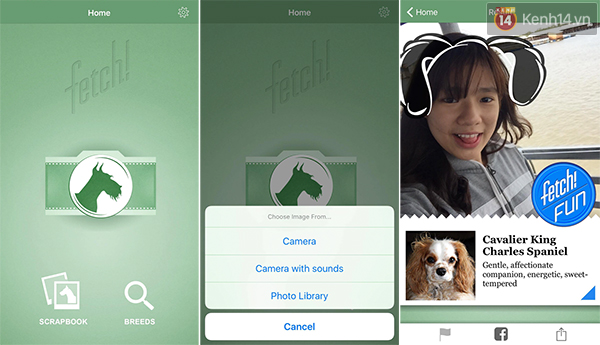 Home
fetch!
SCRAPBOOK
BREEDS
Home
fetch!
Choose Image From...
Camera
Camera with sounds
Photo Library
Cancel
Home
14 Kenh14.vn
fetch!
FUN
Cavalier King
Charles Spaniel
Gentle, affectionate
companion, energetic, sweet-
tempered